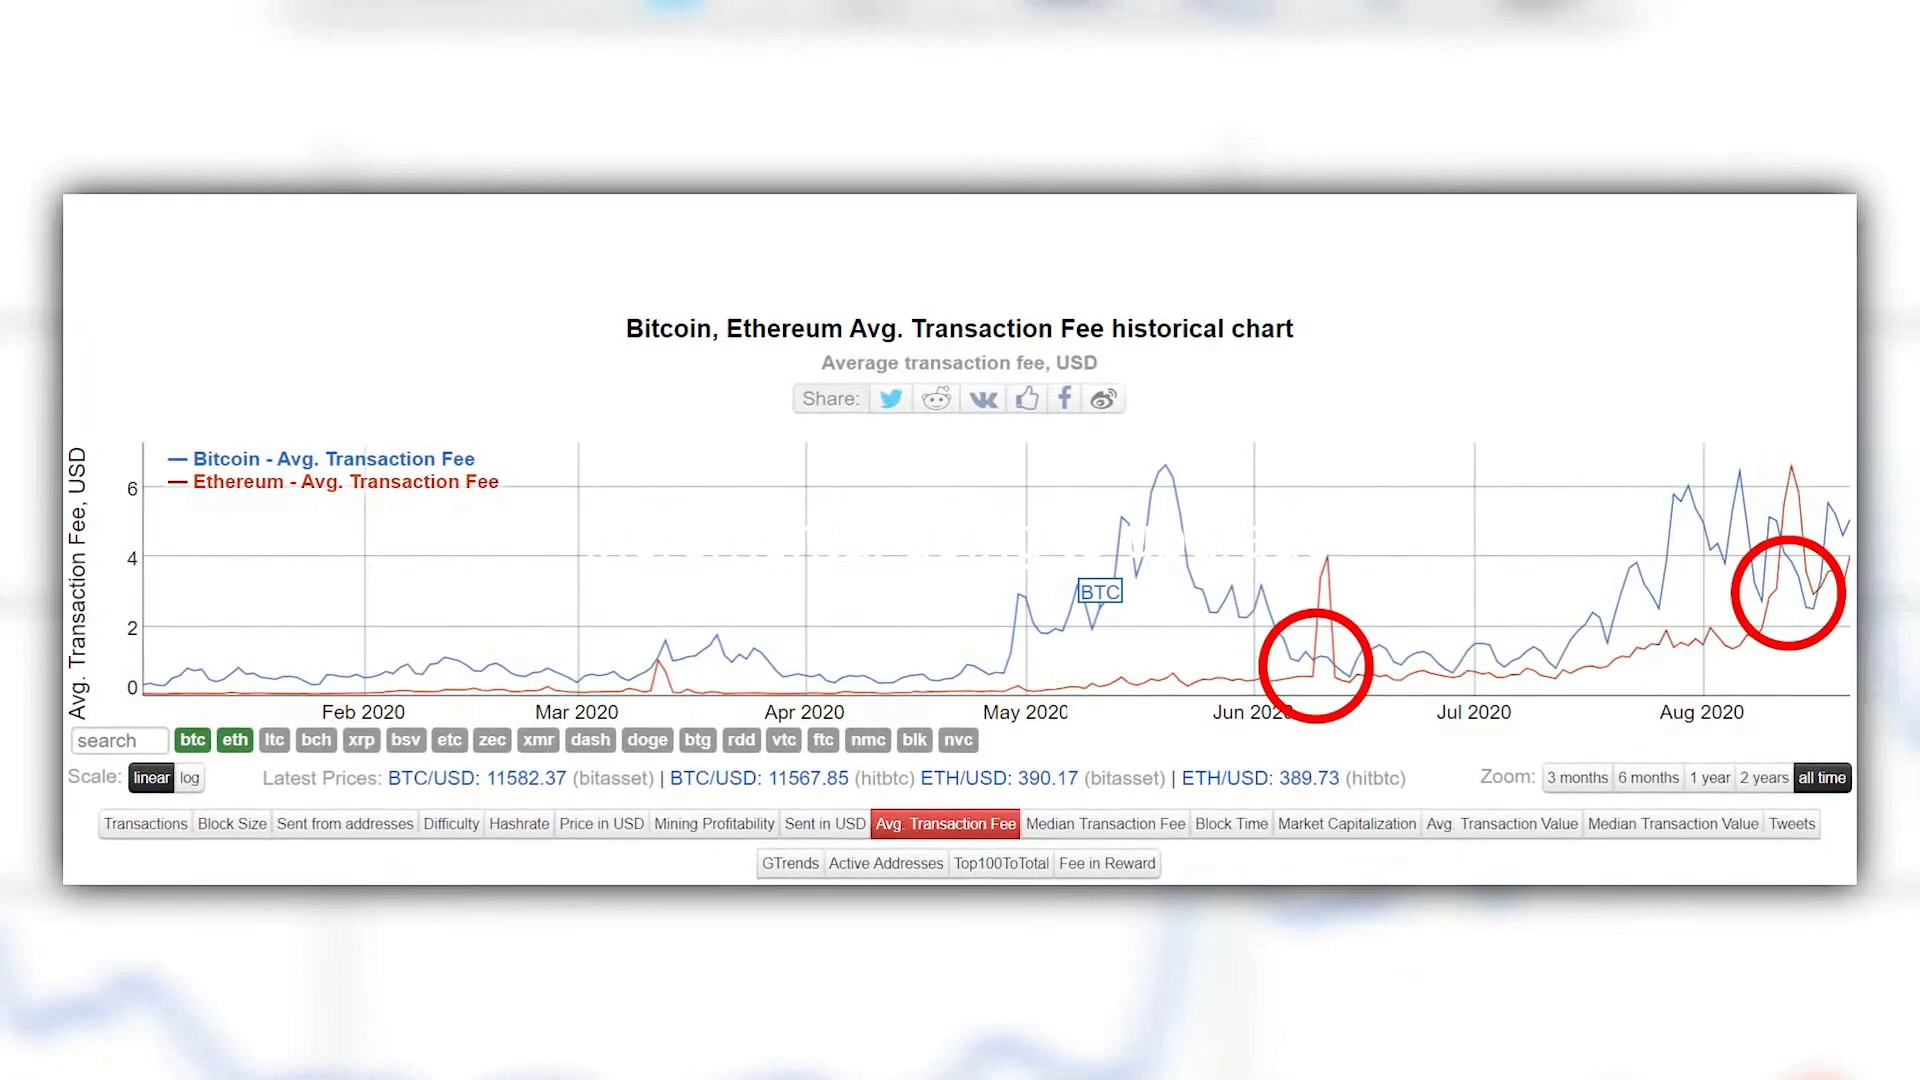 Bitcoin, Ethereum Avg. Transaction Fee historical chart
Average transaction fee, USD
Share:
Avg. Transaction Fee, USD
Bitcoin - Avg. Transaction Fee
Ethereum - Avg. Transaction Fee
6
4
2
0
BTC
Feb 2020 Mar 2020 Apr 2020 May 2020 Jun 2020 Jul 2020 Aug 2020
search btc eth ltc bch xrp bsv etc zec xmr dash doge btg rdd vtc ftc nmc blk nvc
Scale: linear log Latest Prices: BTC/USD: 11582.37 (bitasset) | BTC/USD: 11567.85 (hitbtc) ETH/USD: 390.17 (bitasset) | ETH/USD: 389.73 (hitbtc) Zoom: 3 months 6 months 1 year 2 years all time
Transactions Block Size Sent from addresses Difficulty Hashrate Price in USD Mining Profitability Sent in USD Avg. Transaction Fee Median Transaction Fee Block Time Market Capitalization Avg. Transaction Value Median Transaction Value Tweets
GTrends Active Addresses Top100ToTotal Fee in Reward